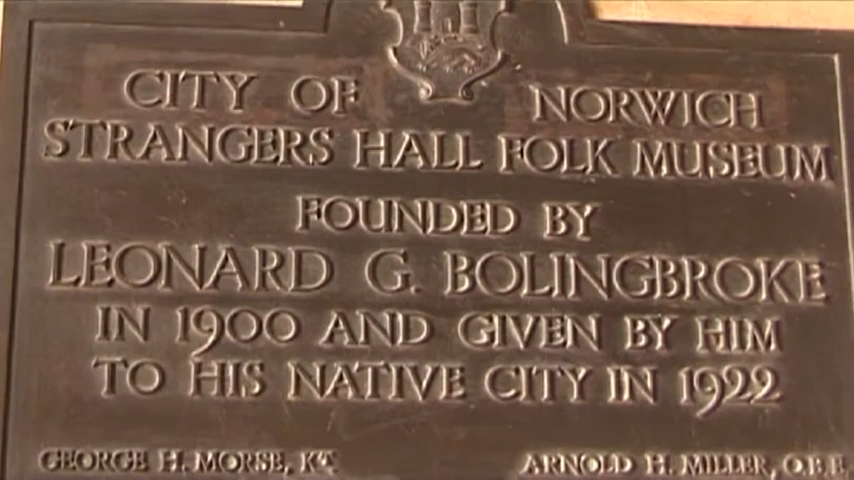 CITY OF NORWICH
STRANGERS HALL FOLK MUSEUM
FOUNDED BY
LEONARD G. BOLINGBROKE
IN 1900 AND GIVEN BY HIM
TO HIS NATIVE CITY IN 1922
GEORGE H. MORSE, KT. ARNOLD H. MILLER, O.B.E.